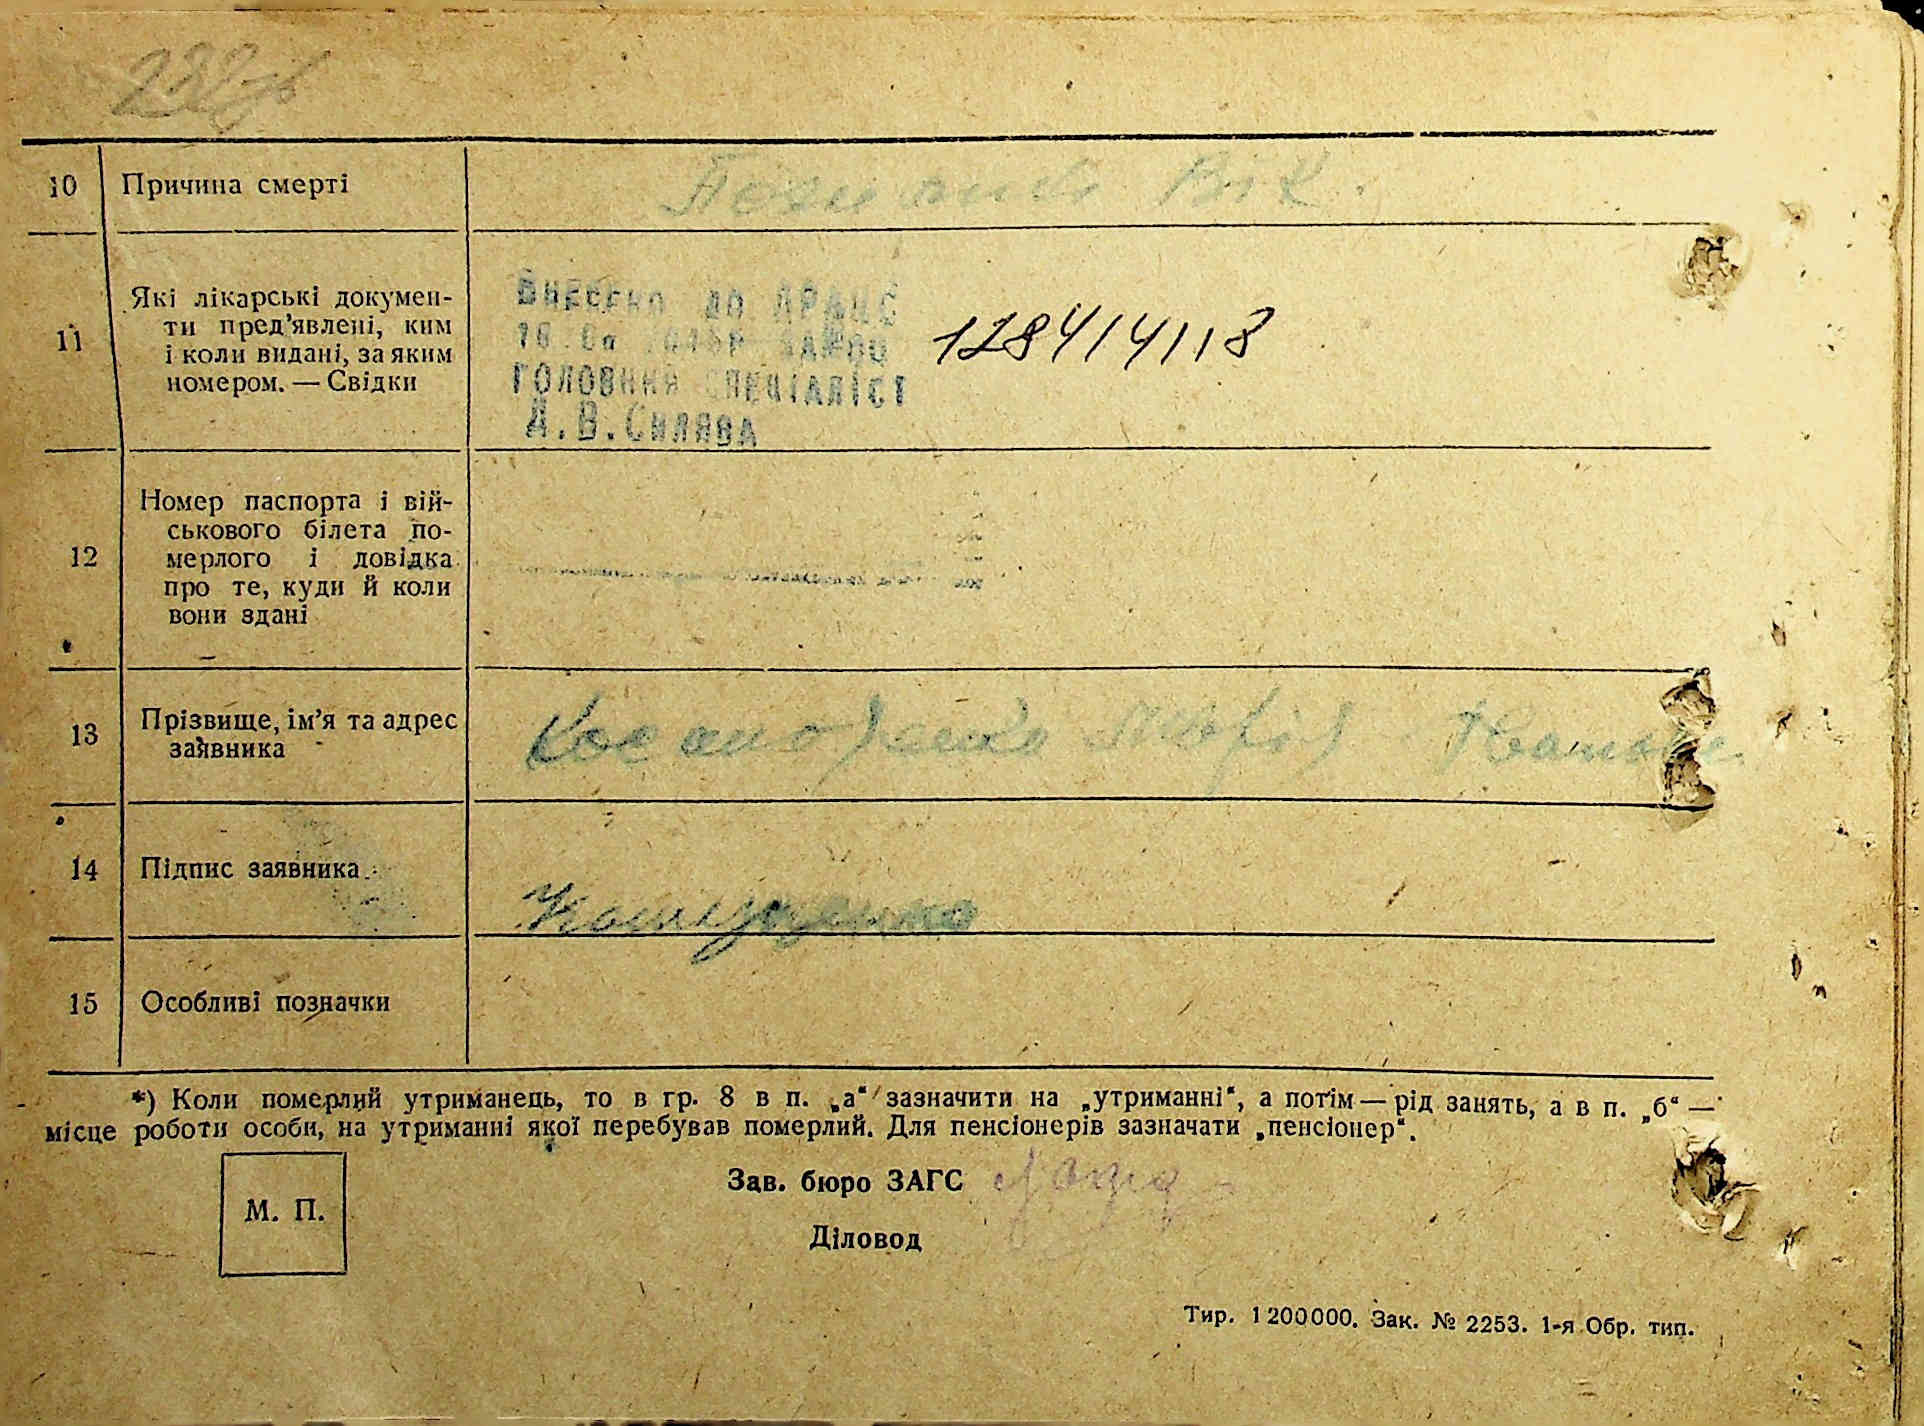 10 Причина смерті
11 Які лікарські докумен-
ти пред’явлені, ким
і коли видані, за яким
номером. — Свідки
Внесено до ДРАЦС
за №00 128414118
Головний спеціаліст
Д.В.Силява
12 Номер паспорта і вій-
ськового білета по-
мерлого і довідка
про те, куди й коли
вони здані
13 Прізвище, ім’я та адрес
заявника
14 Підпис заявника
15 Особливі позначки
*) Коли померлий утриманець, то в гр. 8 в п. „а“ зазначити на „утриманні“, а потім — рід занять, а в п. „б“ —
місце роботи особи, на утриманні якої перебував померлий. Для пенсіонерів зазначати „пенсіонер“.
М. П.
Зав. бюро ЗАГС
Діловод
Тир. 1200000. Зак. № 2253. 1-я Обр. тип.